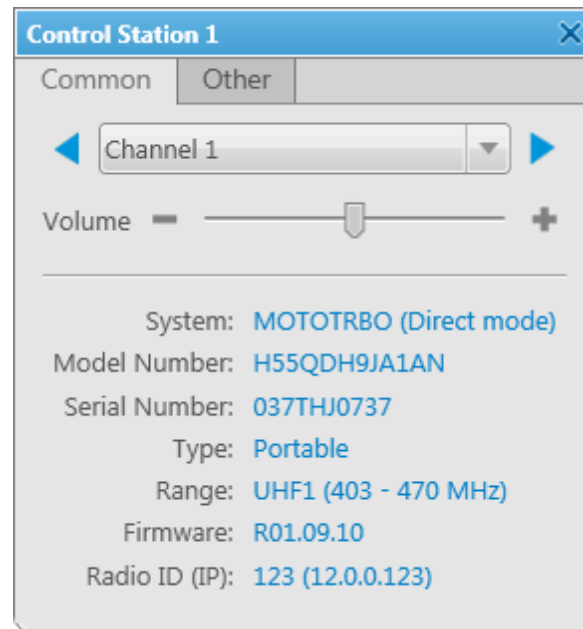 Control Station 1
Common Other
Channel 1
Volume
System: MOTOTRBO (Direct mode)
Model Number: H55QDH9JA1AN
Serial Number: 037THJ0737
Type: Portable
Range: UHF1 (403 - 470 MHz)
Firmware: R01.09.10
Radio ID (IP): 123 (12.0.0.123)